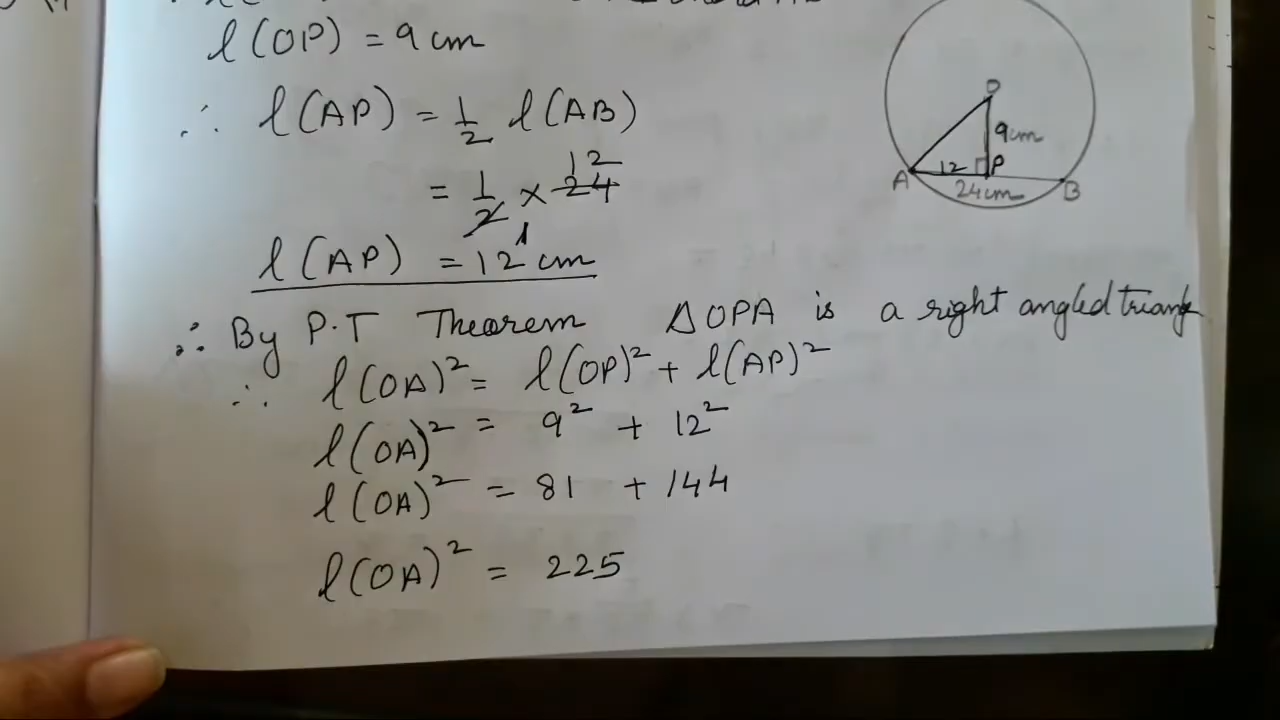 l(OP) = 9 cm
∴ l(AP) = 1/2 l(AB)
= 1/2 × 24 12
1
l(AP) = 12 cm
∴ By P.T Theorem ΔOPA is a right angled triangle
∴ l(OA)² = l(OP)² + l(AP)²
l(OA)² = 9² + 12²
l(OA)² = 81 + 144
l(OA)² = 225
O
9cm
A 12 P B
24cm